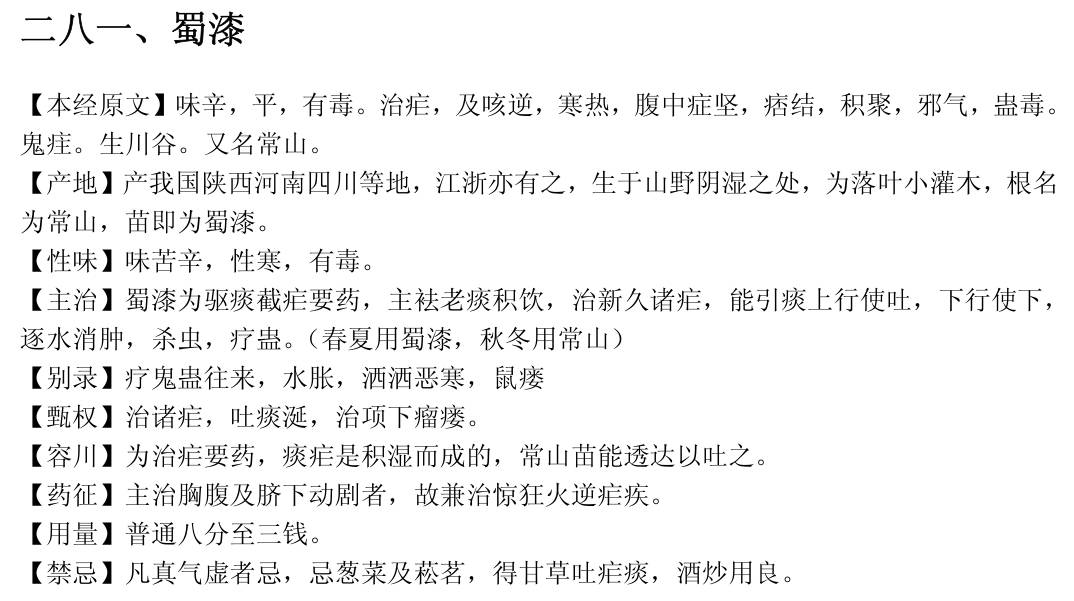 二八一、蜀漆
【本经原文】味辛，平，有毒。治疟，及咳逆，寒热，腹中症坚，痞结，积聚，邪气，蛊毒。
鬼疰。生川谷。又名常山。
【产地】产我国陕西河南四川等地，江浙亦有之，生于山野阴湿之处，为落叶小灌木，根名
为常山，苗即为蜀漆。
【性味】味苦辛，性寒，有毒。
【主治】蜀漆为驱痰截疟要药，主祛老痰积饮，治新久诸疟，能引痰上行使吐，下行使下，
逐水消肿，杀虫，疗蛊。（春夏用蜀漆，秋冬用常山）
【别录】疗鬼蛊往来，水胀，洒洒恶寒，鼠瘘
【甄权】治诸疟，吐痰涎，治项下瘤瘘。
【容川】为治疟要药，痰疟是积湿而成的，常山苗能透达以吐之。
【药征】主治胸腹及脐下动剧者，故兼治惊狂火逆疟疾。
【用量】普通八分至三钱。
【禁忌】凡真气虚者忌，忌葱菜及菘茗，得甘草吐疟痰，酒炒用良。